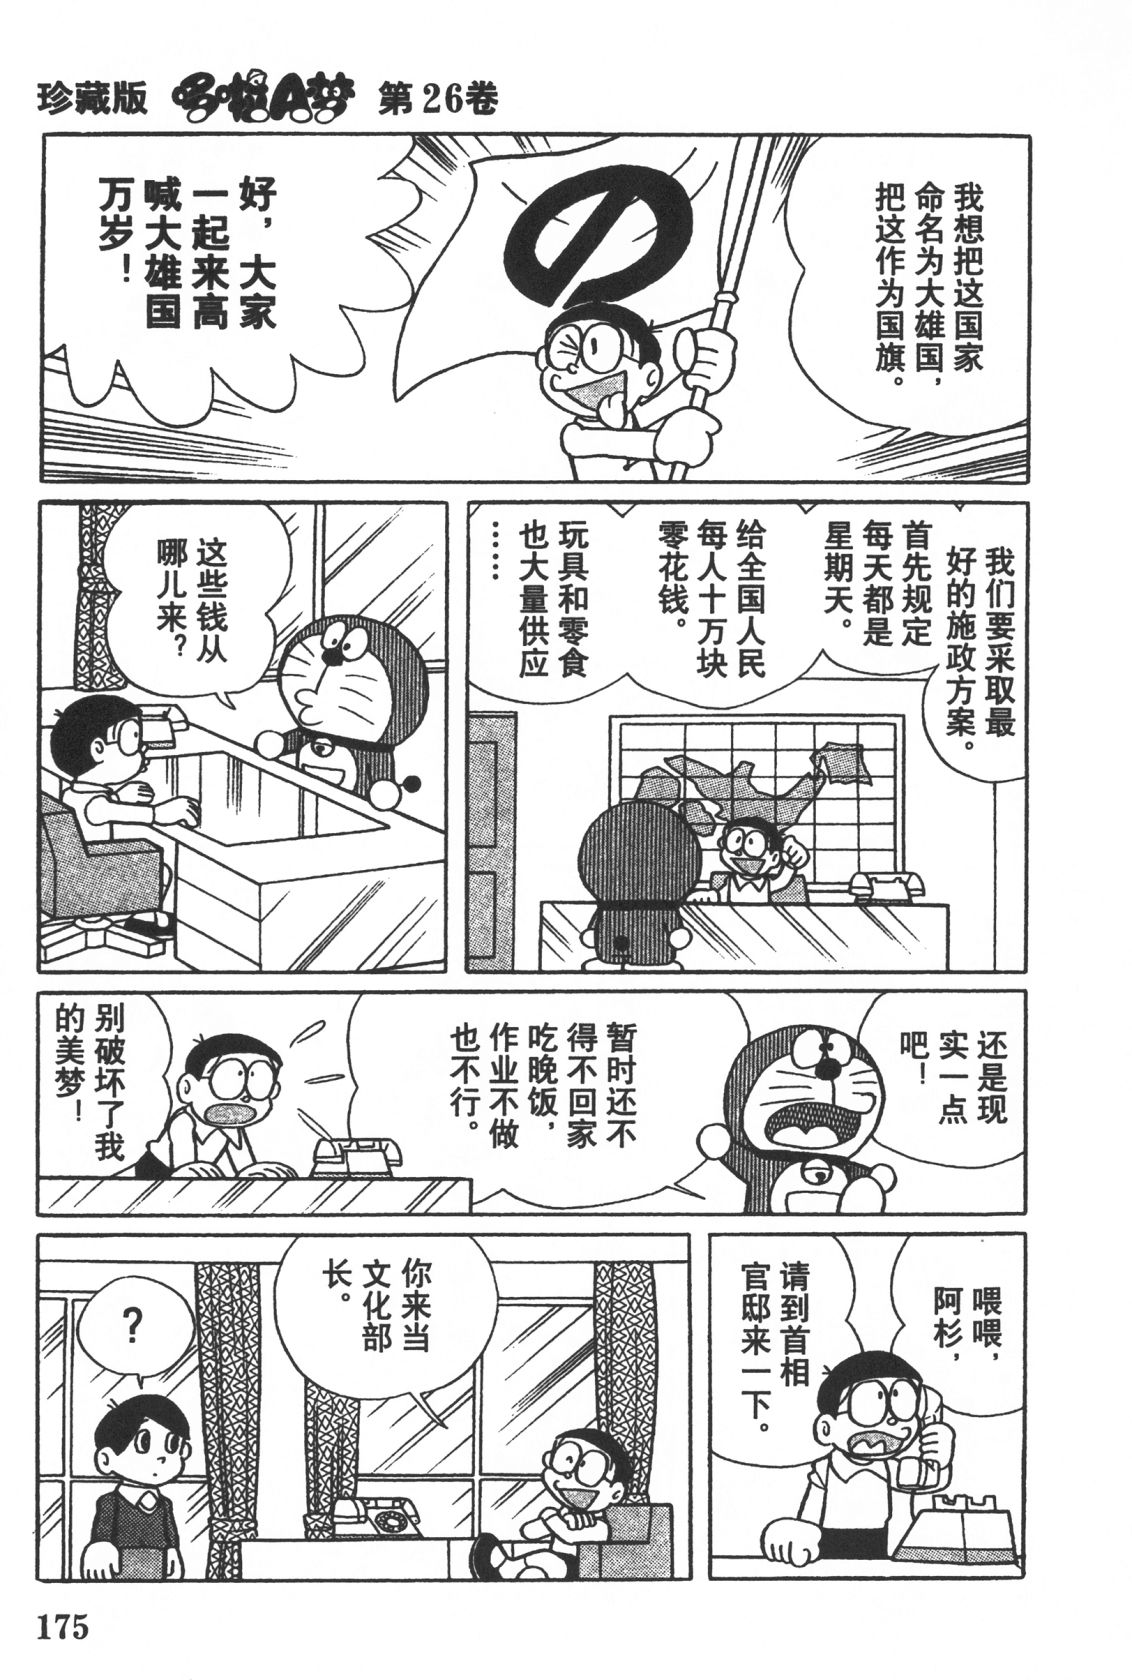 珍藏版 哆啦A梦 第26卷
我想把这国家
命名为大雄国，
把这作为国旗。
の
好，大家
一起来高
喊大雄国
万岁！
我们要采取最
好的施政方案。
首先规定
每天都是
星期天。
给全国人民
每人十万块
零花钱。
玩具和零食
也大量供应
……
这些钱从
哪儿来？
还是现
实一点
吧！
暂时还不
得不回家
吃晚饭，
作业不做
也不行。
别破坏了我
的美梦！
喂喂，
阿杉，
请到首相
官邸来一下。
你来当
文化部
长。
？
175